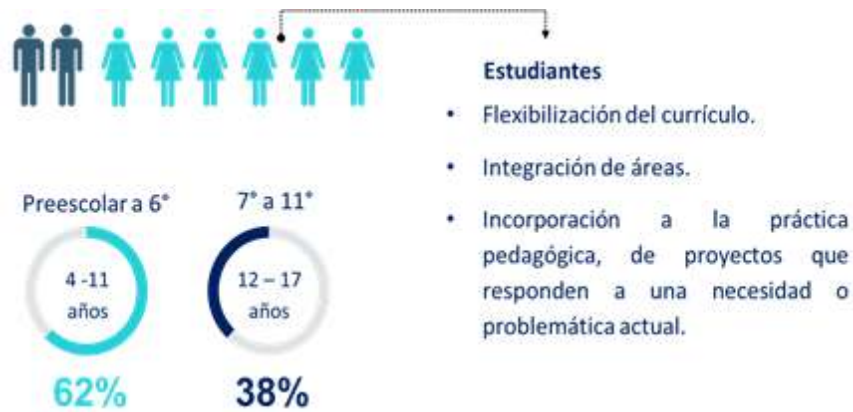 Estudiantes
• Flexibilización del currículo.
• Integración de áreas.
• Incorporación a la práctica
pedagógica, de proyectos que
responden a una necesidad o
problemática actual.
Preescolar a 6°
4 -11
años
62%
7° a 11°
12 – 17
años
38%